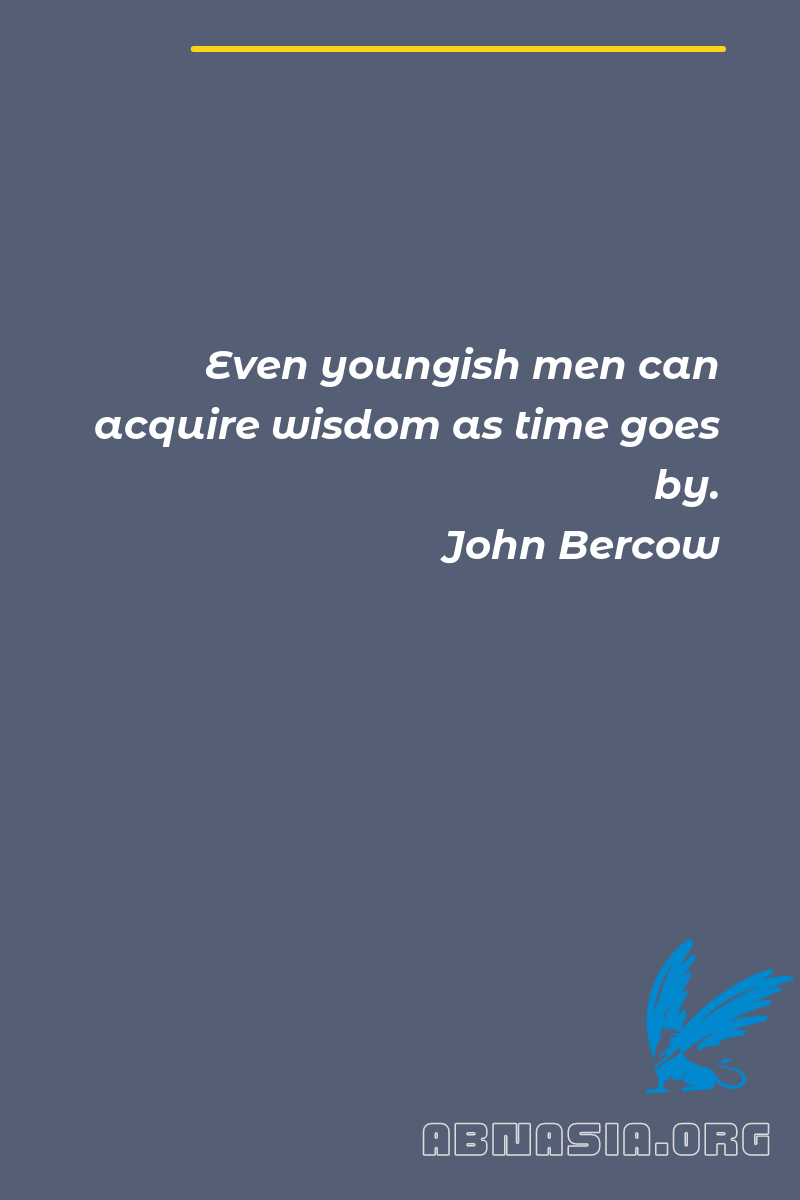 Even youngish men can
acquire wisdom as time goes
by.
John Bercow
ABNASIA.ORG